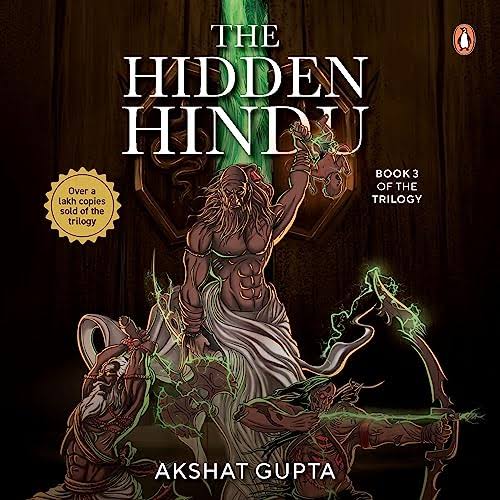 THE
HIDDEN
HINDU
BOOK 3
OF THE
TRILOGY
Over a
lakh copies
sold of the
trilogy
AKSHAT GUPTA